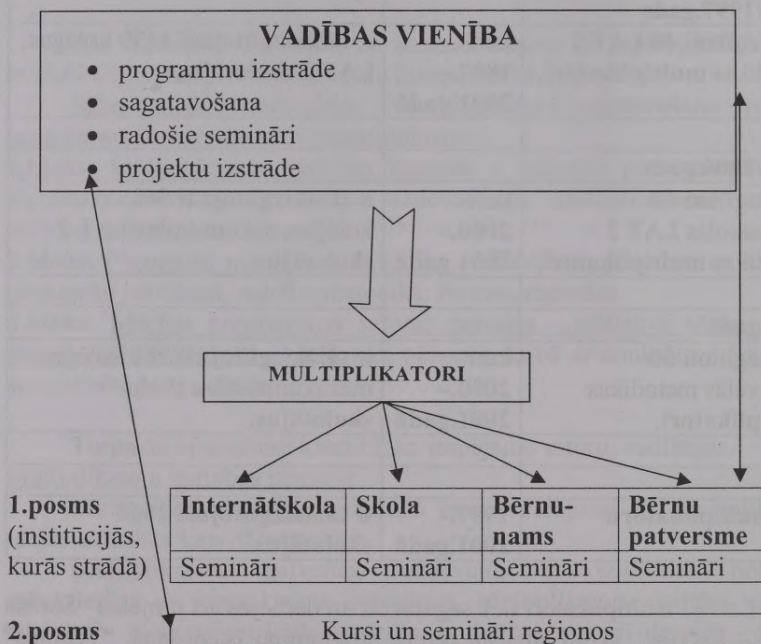 VADĪBAS VIENĪBA
• programmu izstrāde
• sagatavošana
• radošie semināri
• projektu izstrāde
MULTIPLIKATORI
1.posms
(institūcijās,
kurās strādā)
Internātskola
Skola
Bērnu-
nams
Bērnu
patversme
Semināri
Semināri
Semināri
Semināri
2.posms
Kursi un semināri reģionos